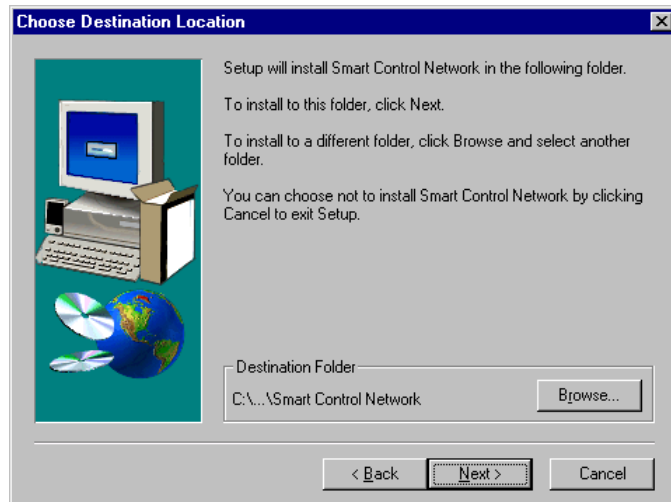 Choose Destination Location
Setup will install Smart Control Network in the following folder.
To install to this folder, click Next.
To install to a different folder, click Browse and select another
folder.
You can choose not to install Smart Control Network by clicking
Cancel to exit Setup.
Destination Folder
C:\...\Smart Control Network
Browse...
< Back
Next >
Cancel